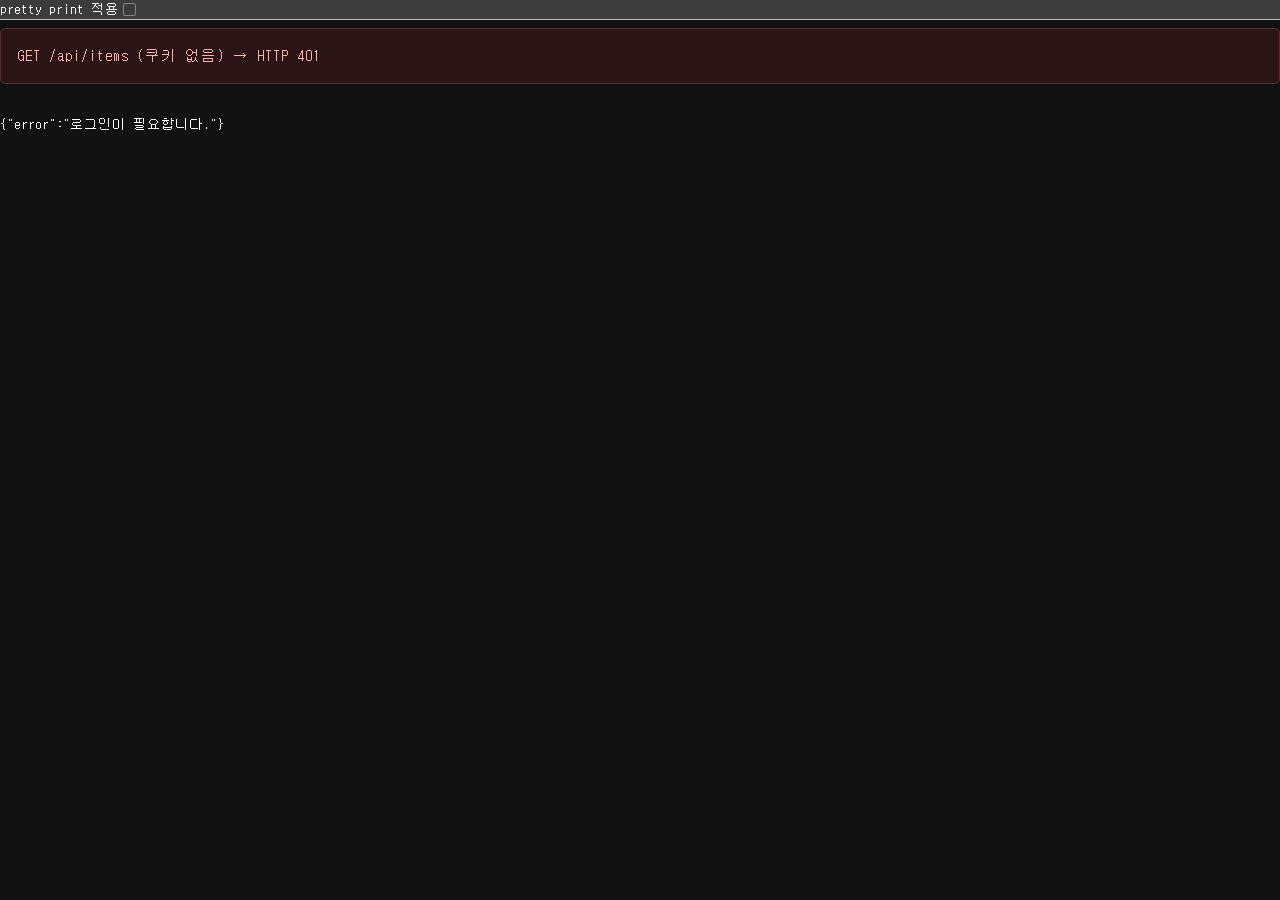 pretty print 적용
GET /api/items (쿠키 없음) → HTTP 401
{"error":"로그인이 필요합니다."}